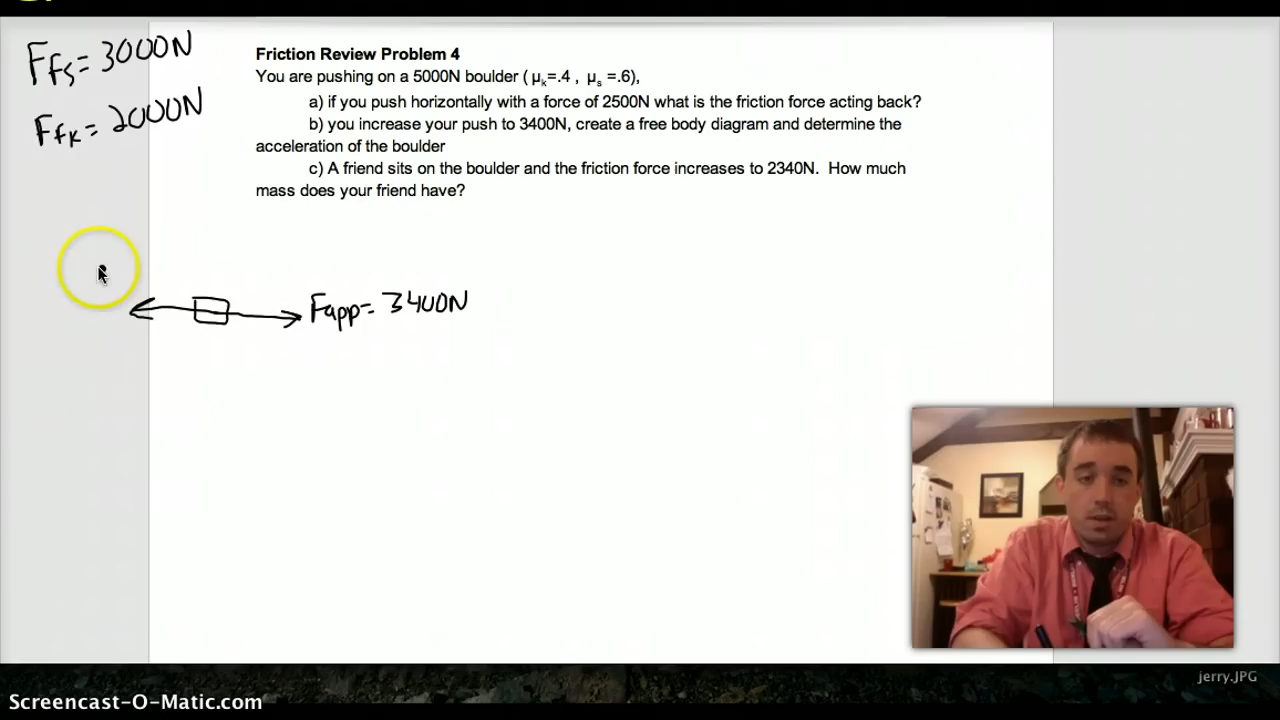 Ffs = 3000N
Ffk = 2000N
Friction Review Problem 4
You are pushing on a 5000N boulder ( μk=.4 , μs =.6),
a) if you push horizontally with a force of 2500N what is the friction force acting back?
b) you increase your push to 3400N, create a free body diagram and determine the
acceleration of the boulder
c) A friend sits on the boulder and the friction force increases to 2340N. How much
mass does your friend have?
Fapp= 3400N
jerry.JPG
Screencast-O-Matic.com